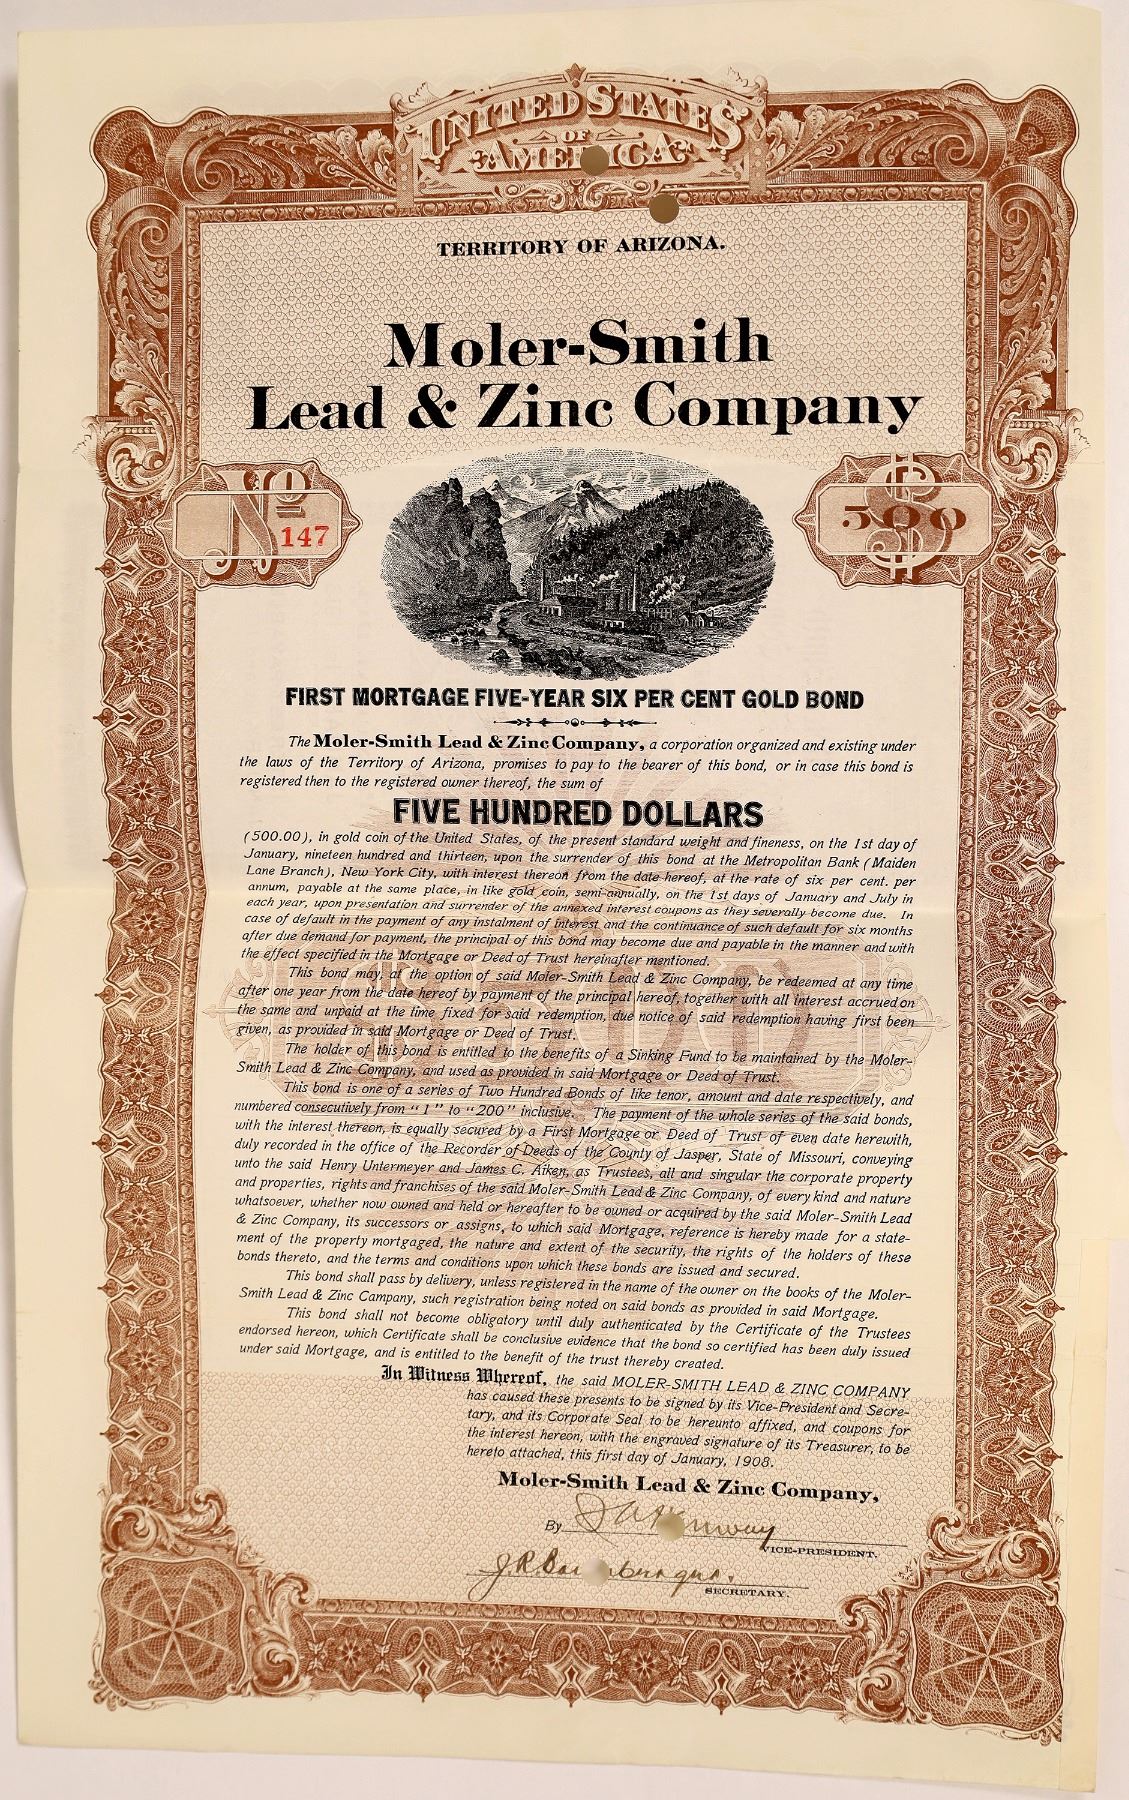 UNITED STATES
OF
AMERICA
TERRITORY OF ARIZONA.
Moler-Smith
Lead & Zinc Company
No
147
$
500
FIRST MORTGAGE FIVE-YEAR SIX PER CENT GOLD BOND
The Moler-Smith Lead & Zinc Company, a corporation organized and existing under
the laws of the Territory of Arizona, promises to pay to the bearer of this bond, or in case this bond is
registered then to the registered owner thereof, the sum of
FIVE HUNDRED DOLLARS
(500.00), in gold coin of the United States, of the present standard weight and fineness, on the 1st day of
January, nineteen hundred and thirteen, upon the surrender of this bond at the Metropolitan Bank (Maiden
Lane Branch), New York City, with interest thereon from the date hereof, at the rate of six per cent. per
annum, payable at the same place, in like gold coin, semi-annually, on the 1st days of January and July in
each year, upon presentation and surrender of the annexed interest coupons as they severally become due. In
case of default in the payment of any instalment of interest and the continuance of such default for six months
after due demand for payment, the principal of this bond may become due and payable in the manner and with
the effect specified in the Mortgage or Deed of Trust hereinafter mentioned.
This bond may, at the option of said Moler-Smith Lead & Zinc Company, be redeemed at any time
after one year from the date hereof by payment of the principal hereof, together with all interest accrued on
the same and unpaid at the time fixed for said redemption, due notice of said redemption having first been
given, as provided in said Mortgage or Deed of Trust.
The holder of this bond is entitled to the benefits of a Sinking Fund to be maintained by the Moler-
Smith Lead & Zinc Company, and used as provided in said Mortgage or Deed of Trust.
This bond is one of a series of Two Hundred Bonds of like tenor, amount and date respectively, and
numbered consecutively from "1" to "200" inclusive. The payment of the whole series of the said bonds,
with the interest thereon, is equally secured by a First Mortgage or Deed of Trust of even date herewith,
duly recorded in the office of the Recorder of Deeds of the County of Jasper, State of Missouri, conveying
unto the said Henry Untermeyer and James C. Aiken, as Trustees, all and singular the corporate property
and properties, rights and franchises of the said Moler-Smith Lead & Zinc Company, of every kind and nature
whatsoever, whether now owned and held or hereafter to be owned or acquired by the said Moler-Smith Lead
& Zinc Company, its successors or assigns, to which said Mortgage, reference is hereby made for a state-
ment of the property mortgaged, the nature and extent of the security, the rights of the holders of these
bonds thereto, and the terms and conditions upon which these bonds are issued and secured.
This bond shall pass by delivery, unless registered in the name of the owner on the books of the Moler-
Smith Lead & Zinc Campany, such registration being noted on said bonds as provided in said Mortgage.
This bond shall not become obligatory until duly authenticated by the Certificate of the Trustees
endorsed hereon, which Certificate shall be conclusive evidence that the bond so certified has been duly issued
under said Mortgage, and is entitled to the benefit of the trust thereby created.
In Witness Whereof, the said MOLER-SMITH LEAD & ZINC COMPANY
has caused these presents to be signed by its Vice-President and Secre-
tary, and its Corporate Seal to be hereunto affixed, and coupons for
the interest hereon, with the engraved signature of its Treasurer, to be
hereto attached, this first day of January, 1908.
Moler-Smith Lead & Zinc Company,
By
VICE-PRESIDENT.
J.R.
SECRETARY.